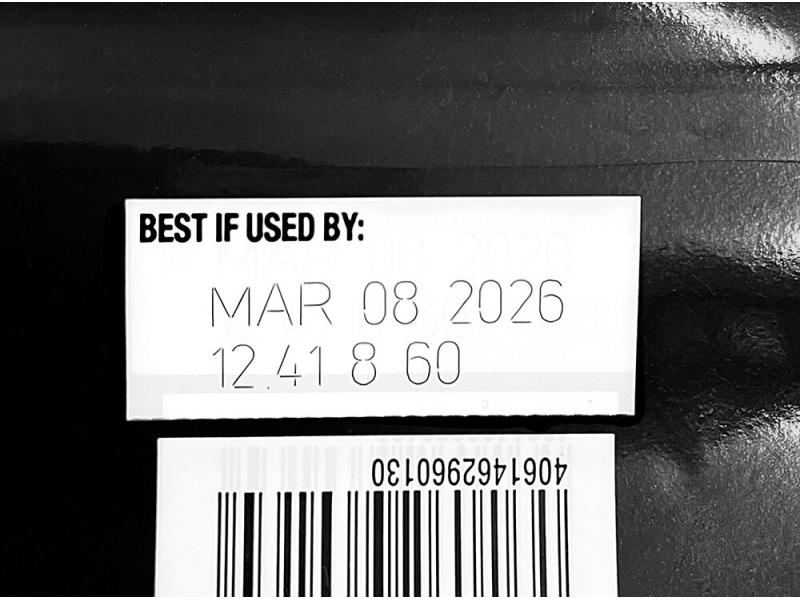 BEST IF USED BY:
MAR 08 2026
12.41 8 60
4061462960130